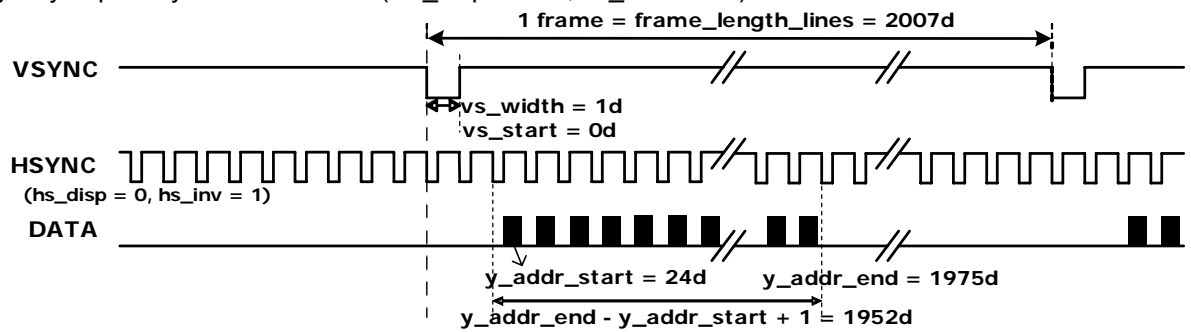 1 frame = frame_length_lines = 2007d
VSYNC
vs_width = 1d
vs_start = 0d
HSYNC
(hs_disp = 0, hs_inv = 1)
DATA
y_addr_start = 24d
y_addr_end = 1975d
y_addr_end - y_addr_start + 1 = 1952d